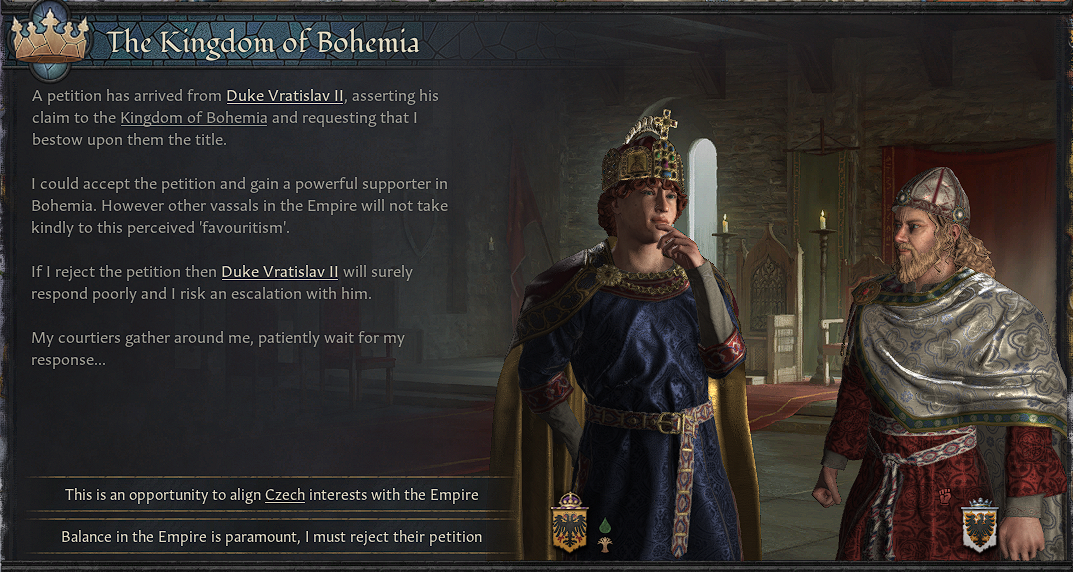 The Kingdom of Bohemia
A petition has arrived from Duke Vratislav II, asserting his
claim to the Kingdom of Bohemia and requesting that I
bestow upon them the title.
I could accept the petition and gain a powerful supporter in
Bohemia. However other vassals in the Empire will not take
kindly to this perceived 'favouritism'.
If I reject the petition then Duke Vratislav II will surely
respond poorly and I risk an escalation with him.
My courtiers gather around me, patiently wait for my
response...
This is an opportunity to align Czech interests with the Empire
Balance in the Empire is paramount, I must reject their petition